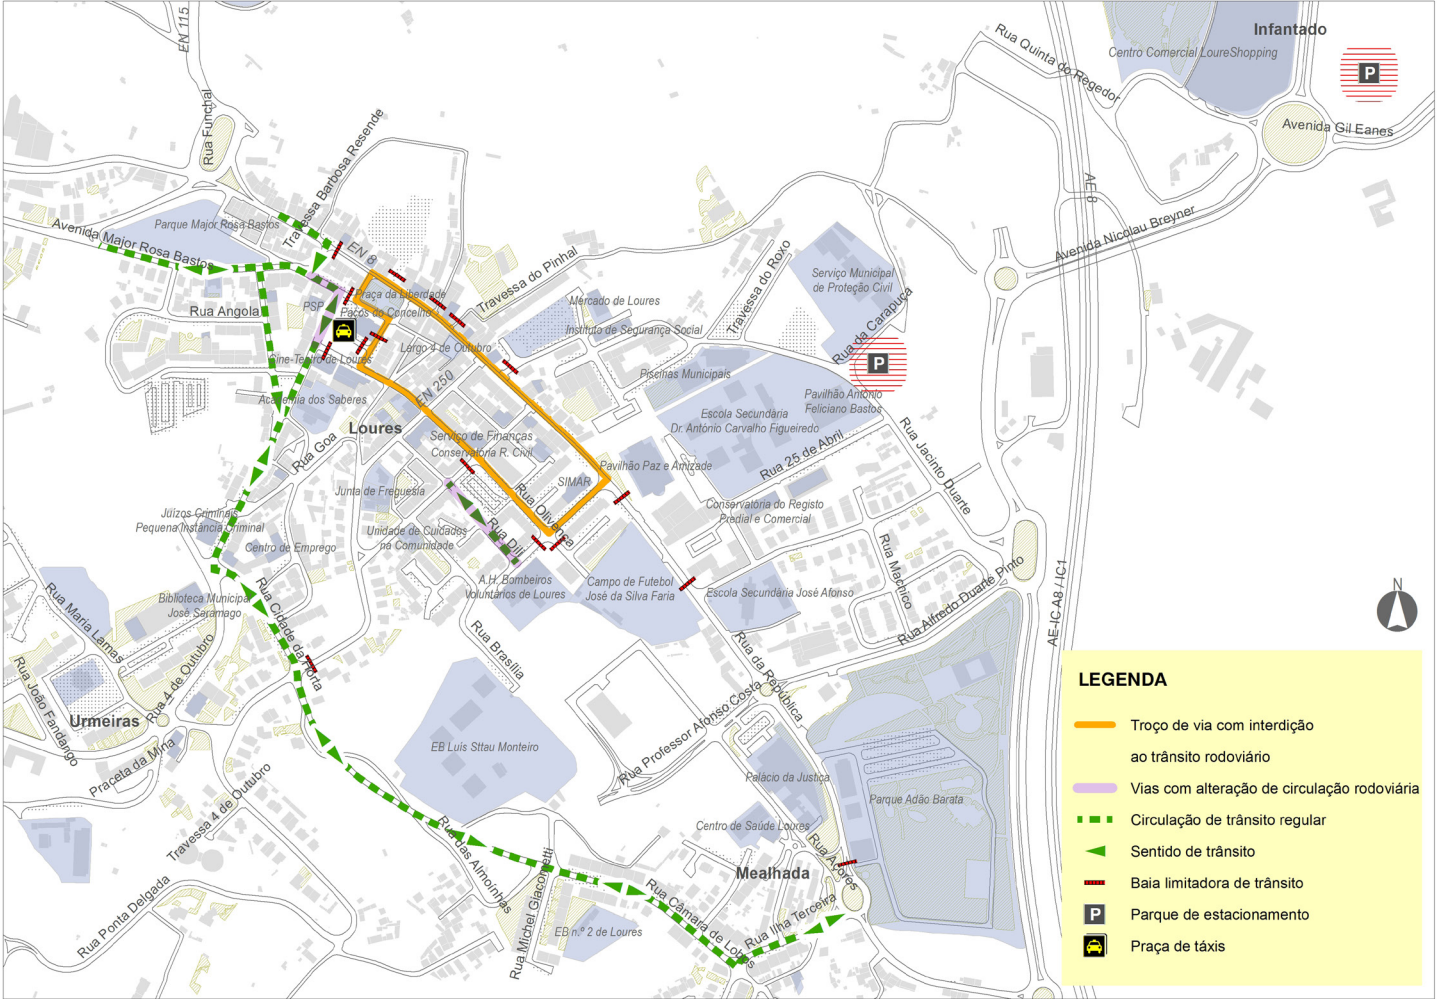 EN 115
Infantado
Rua Quinta do Regedor
Centro Comercial LoureShopping
P
Avenida Gil Eanes
Rua Funchal
Travessa Barbosa Resende
AE 8
Avenida Nicolau Breyner
Parque Major Rosa Bastos
Avenida Major Rosa Bastos
EN 8
Travessa do Pinhal
Travessa do Roxo
Serviço Municipal
de Proteção Civil
Rua da Carapuça
PSP
Praça da Liberdade
Paços do Concelho
Rua Angola
Mercado de Loures
Instituto de Segurança Social
Largo 4 de Outubro
Cine-Teatro de Loures
P
Piscinas Municipais
EN 250
Academia dos Saberes
Pavilhão António
Feliciano Bastos
Escola Secundária
Dr. António Carvalho Figueiredo
Loures
Rua Goa
Serviço de Finanças
Conservatória R. Civil
Rua 25 de Abril
Rua Jacinto Duarte
Pavilhão Paz e Amizade
SIMAR
Junta de Freguesia
Rua Olivença
Conservatória do Registo
Predial e Comercial
Juízos Criminais
Pequena Instância Criminal
Unidade de Cuidados
na Comunidade
Rua Dili
Centro de Emprego
Rua Machico
Rua Alfredo Duarte Pinto
AE-IC A8 / IC1
A.H. Bombeiros
Voluntários de Loures
Campo de Futebol
José da Silva Faria
Escola Secundária José Afonso
Biblioteca Municipal
José Saramago
Rua Cidade da Horta
Rua Maria Lamas
Rua João Fandango
Rua 4 de Outubro
Rua Brasília
Rua da República
N
Urmeiras
Praceta da Mina
Rua Professor Afonso Costa
EB Luís Sttau Monteiro
Palácio da Justiça
Parque Adão Barata
Travessa 4 de Outubro
Centro de Saúde Loures
Rua das Almoinhas
Rua Michel Giacometti
Rua Açores
Mealhada
Rua Câmara de Lobos
Rua Ilha Terceira
Rua Ponta Delgada
EB n.º 2 de Loures
LEGENDA
Troço de via com interdição
ao trânsito rodoviário
Vias com alteração de circulação rodoviária
Circulação de trânsito regular
Sentido de trânsito
Baia limitadora de trânsito
P Parque de estacionamento
Praça de táxis